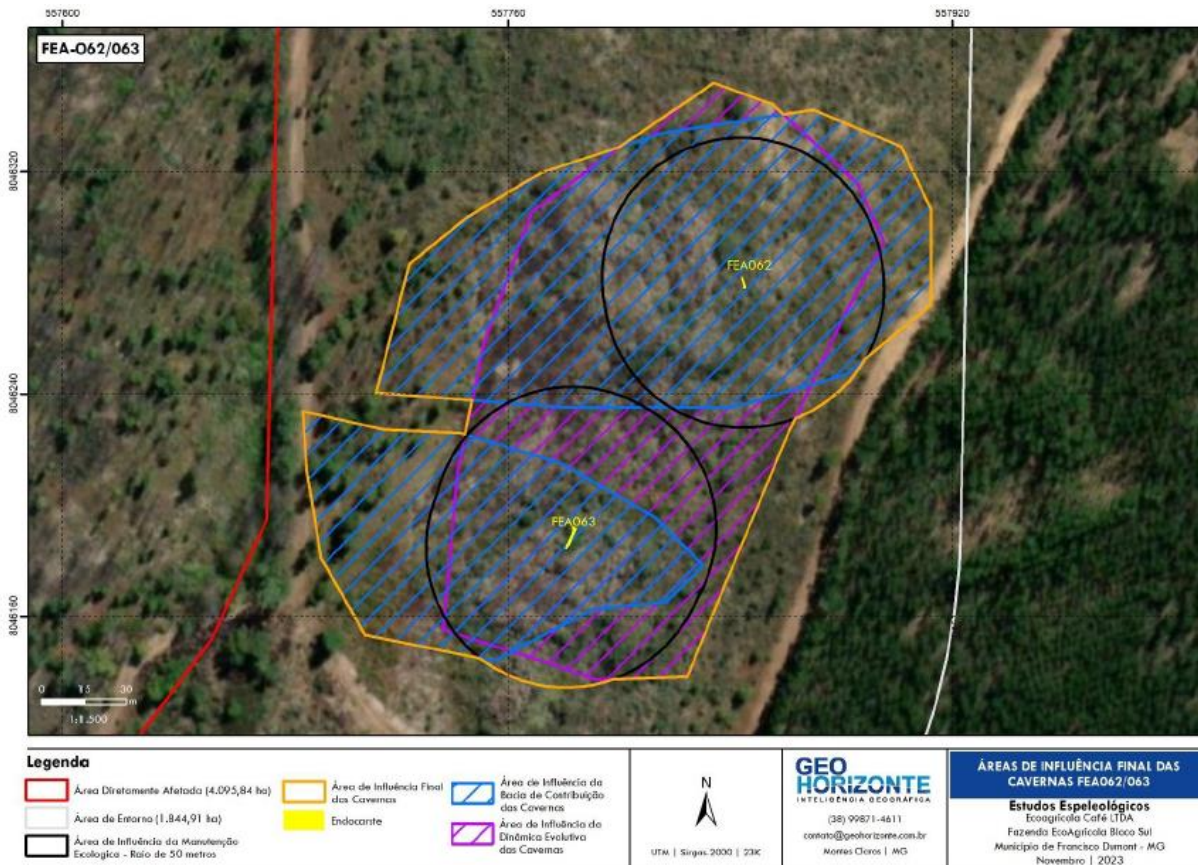 557600
557760
557920
FEA-062/063
8046320
FEA062
8046240
FEA063
8046160
0 15 30
m
1:1.500
Legenda
Área Diretamente Afetada (4.095,84 ha)
Área de Entorno (1.844,91 ha)
Área de Influência da Manutenção
Ecologica - Raio de 50 metros
Área de Influência Final
das Cavernas
Endocarste
Área de Influência da
Bacia de Contribuição
das Cavernas
Área de Influência da
Dinâmica Evolutiva
das Cavernas
N
UTM | Sirgas 2000 | 23K
GEO
HORIZONTE
INTELIGÊNCIA GEOGRÁFICA
(38) 99871-4611
contato@geohorizonte.com.br
Montes Claros | MG
ÁREAS DE INFLUÊNCIA FINAL DAS
CAVERNAS FEA062/063
Estudos Espeleológicos
Ecoagrícola Café LTDA
Fazenda EcoAgrícola Bloco Sul
Município de Francisco Dumont - MG
Novembro | 2023